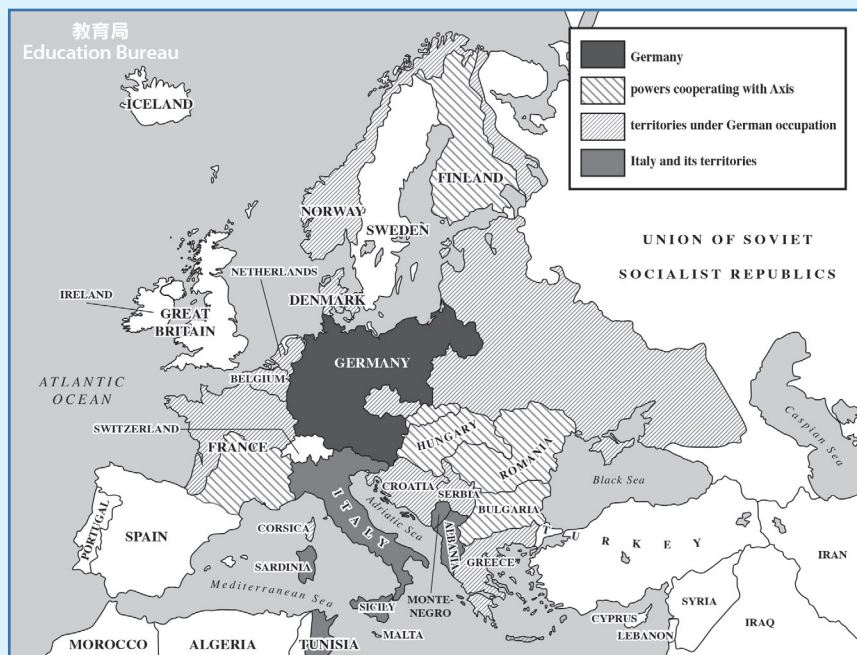 教育局
Education Bureau
Germany
powers cooperating with Axis
territories under German occupation
Italy and its territories
ICELAND
FINLAND
NORWAY
SWEDEN
UNION OF SOVIET
SOCIALIST REPUBLICS
NETHERLANDS
IRELAND
DENMARK
GREAT
BRITAIN
GERMANY
ATLANTIC
OCEAN
BELGIUM
Caspian Sea
SWITZERLAND
FRANCE
HUNGARY
ROMANIA
CROATIA
SERBIA
Black Sea
Adriatic Sea
BULGARIA
PORTUGAL
SPAIN
CORSICA
ITALY
ALBANIA
TURKEY
IRAN
SARDINIA
GREECE
Mediterranean Sea
MONTE-
NEGRO
SICILY
SYRIA
IRAQ
CYPRUS
LEBANON
MALTA
MOROCCO
ALGERIA
TUNISIA